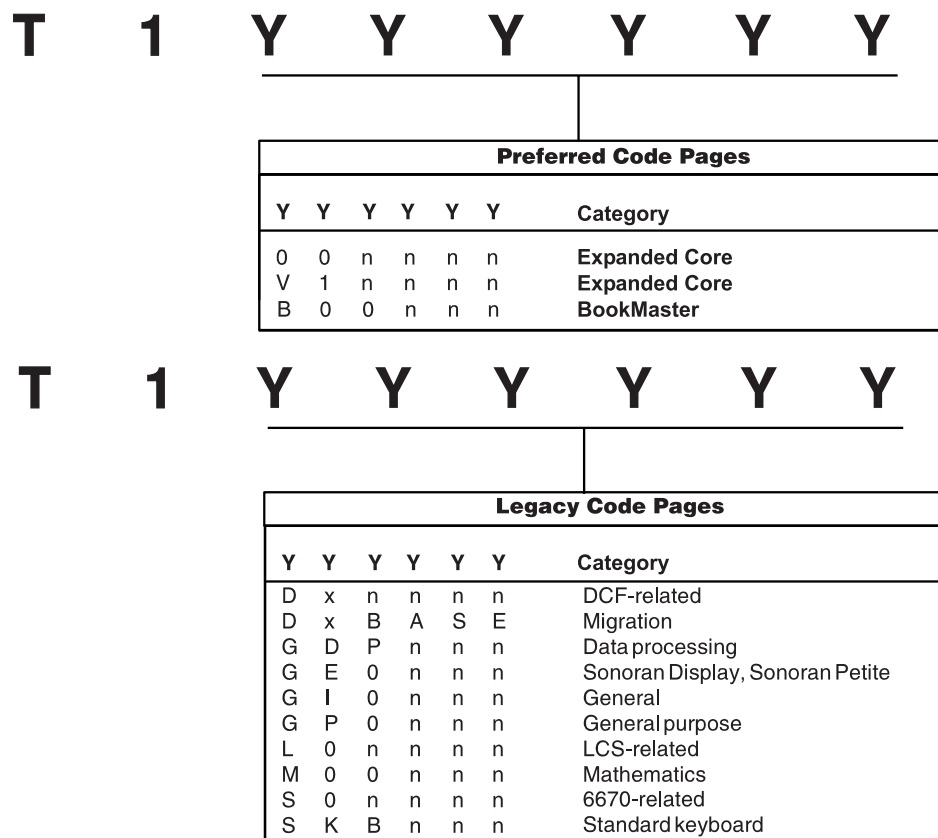 T 1 Y Y Y Y Y Y
Preferred Code Pages
Y Y Y Y Y Y Category
0 0 n n n n Expanded Core
V 1 n n n n Expanded Core
B 0 0 n n n BookMaster
T 1 Y Y Y Y Y Y
Legacy Code Pages
Y Y Y Y Y Y Category
D x n n n n DCF-related
D x B A S E Migration
G D P n n n Data processing
G E 0 n n n Sonoran Display, Sonoran Petite
G I 0 n n n General
G P 0 n n n General purpose
L 0 n n n n LCS-related
M 0 0 n n n Mathematics
S 0 n n n n 6670-related
S K B n n n Standard keyboard